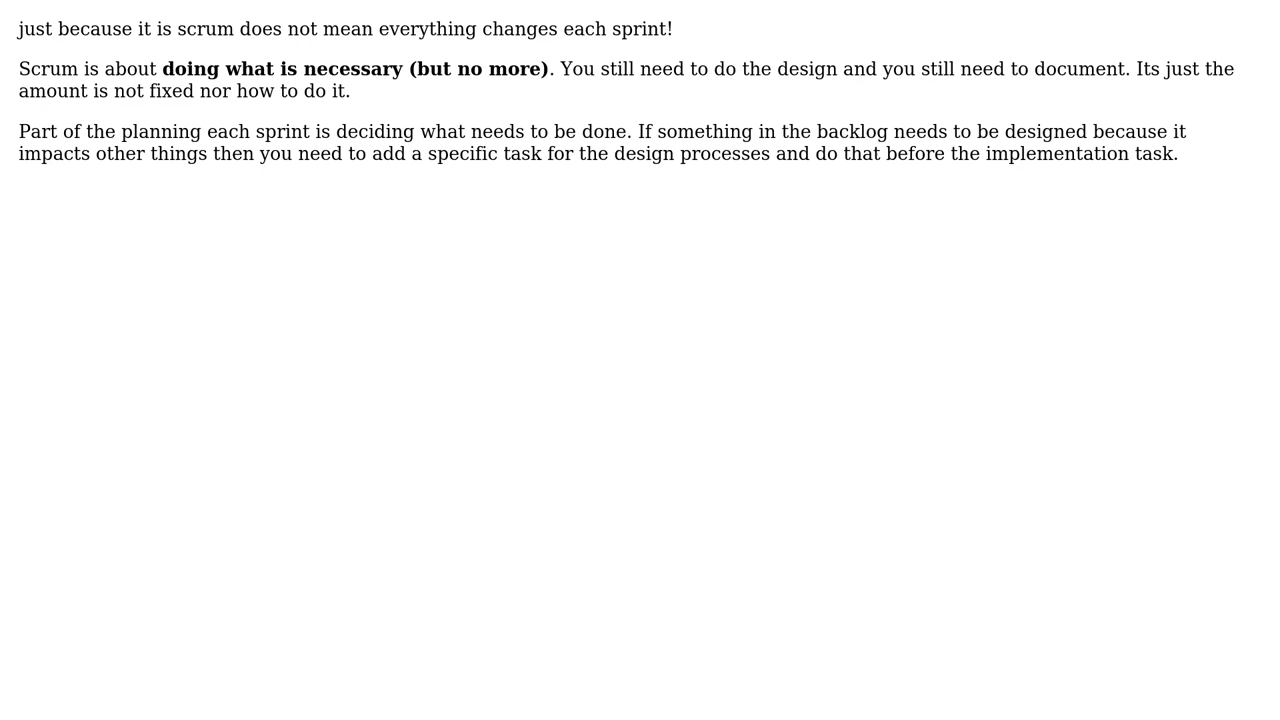 just because it is scrum does not mean everything changes each sprint!
Scrum is about doing what is necessary (but no more). You still need to do the design and you still need to document. Its just the
amount is not fixed nor how to do it.
Part of the planning each sprint is deciding what needs to be done. If something in the backlog needs to be designed because it
impacts other things then you need to add a specific task for the design processes and do that before the implementation task.